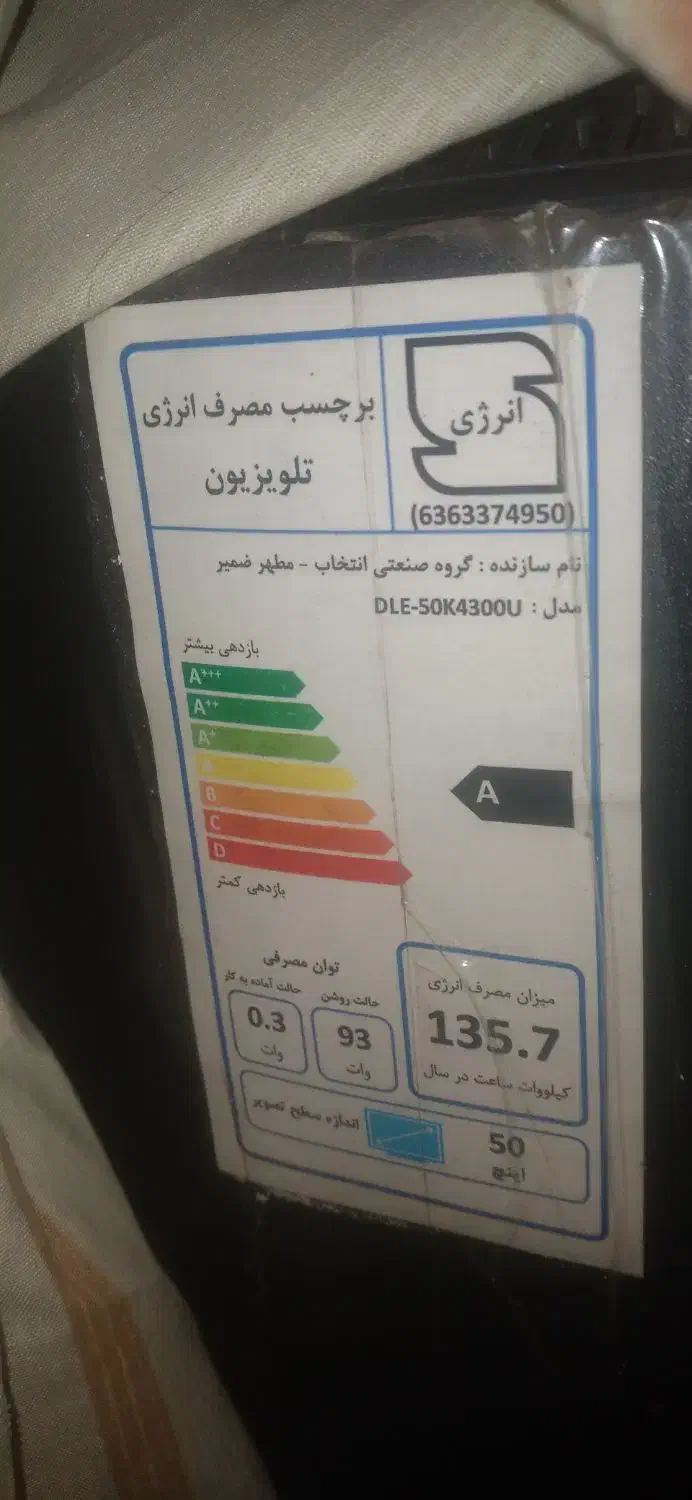 انرژی
(6363374950)
برچسب مصرف انرژی
تلویزیون
نام سازنده : گروه صنعتی انتخاب - مطهر ضمیر
مدل : DLE-50K4300U
بازدهی بیشتر
A+++
A++
A+
A
B
C
D
A
بازدهی کمتر
میزان مصرف انرژی
135.7
کیلووات ساعت در سال
توان مصرفی
حالت روشن
93
وات
حالت آماده به کار
0.3
وات
50
اینچ
اندازه سطح تصویر